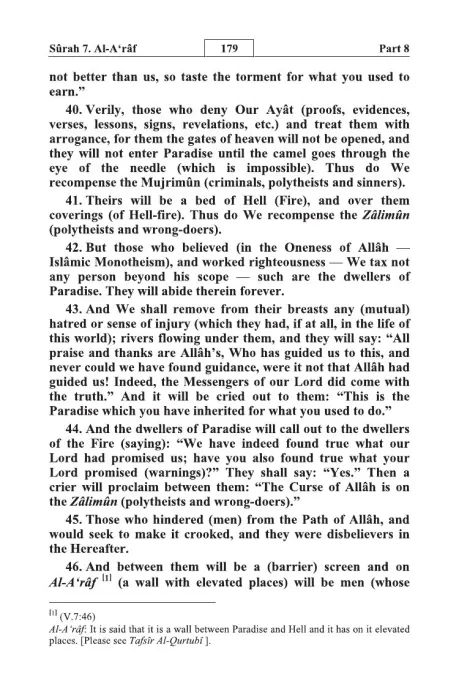 Sûrah 7. Al-A‘râf 179 Part 8
not better than us, so taste the torment for what you used to
earn.”
40. Verily, those who deny Our Ayât (proofs, evidences,
verses, lessons, signs, revelations, etc.) and treat them with
arrogance, for them the gates of heaven will not be opened, and
they will not enter Paradise until the camel goes through the
eye of the needle (which is impossible). Thus do We
recompense the Mujrimûn (criminals, polytheists and sinners).
41. Theirs will be a bed of Hell (Fire), and over them
coverings (of Hell-fire). Thus do We recompense the Zâlimûn
(polytheists and wrong-doers).
42. But those who believed (in the Oneness of Allâh —
Islâmic Monotheism), and worked righteousness — We tax not
any person beyond his scope — such are the dwellers of
Paradise. They will abide therein forever.
43. And We shall remove from their breasts any (mutual)
hatred or sense of injury (which they had, if at all, in the life of
this world); rivers flowing under them, and they will say: “All
praise and thanks are Allâh’s, Who has guided us to this, and
never could we have found guidance, were it not that Allâh had
guided us! Indeed, the Messengers of our Lord did come with
the truth.” And it will be cried out to them: “This is the
Paradise which you have inherited for what you used to do.”
44. And the dwellers of Paradise will call out to the dwellers
of the Fire (saying): “We have indeed found true what our
Lord had promised us; have you also found true what your
Lord promised (warnings)?” They shall say: “Yes.” Then a
crier will proclaim between them: “The Curse of Allâh is on
the Zâlimûn (polytheists and wrong-doers).”
45. Those who hindered (men) from the Path of Allâh, and
would seek to make it crooked, and they were disbelievers in
the Hereafter.
46. And between them will be a (barrier) screen and on
Al-A‘râf [1] (a wall with elevated places) will be men (whose
[1] (V.7:46)
Al-A‘râf: It is said that it is a wall between Paradise and Hell and it has on it elevated
places. [Please see Tafsîr Al-Qurtubî ].